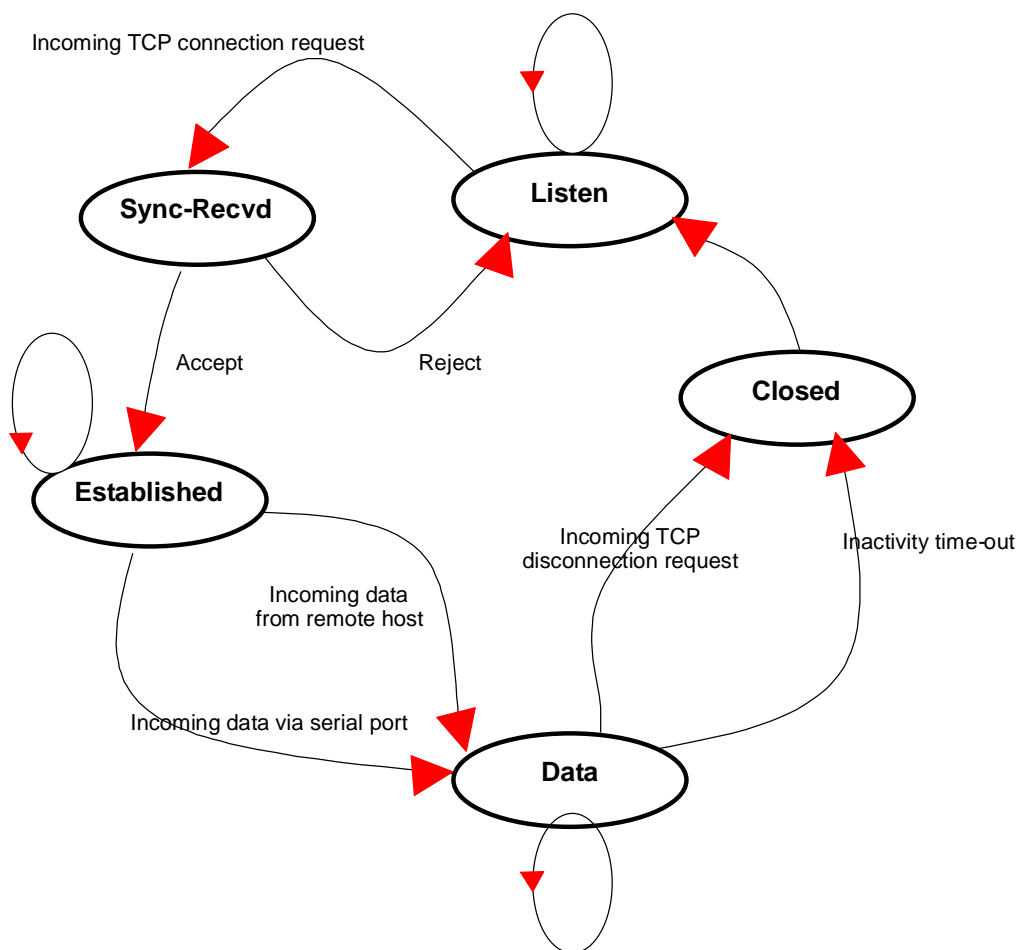 Incoming TCP connection request
Listen
Sync-Recvd
Accept
Reject
Closed
Established
Incoming TCP
disconnection request
Inactivity time-out
Incoming data
from remote host
Incoming data via serial port
Data